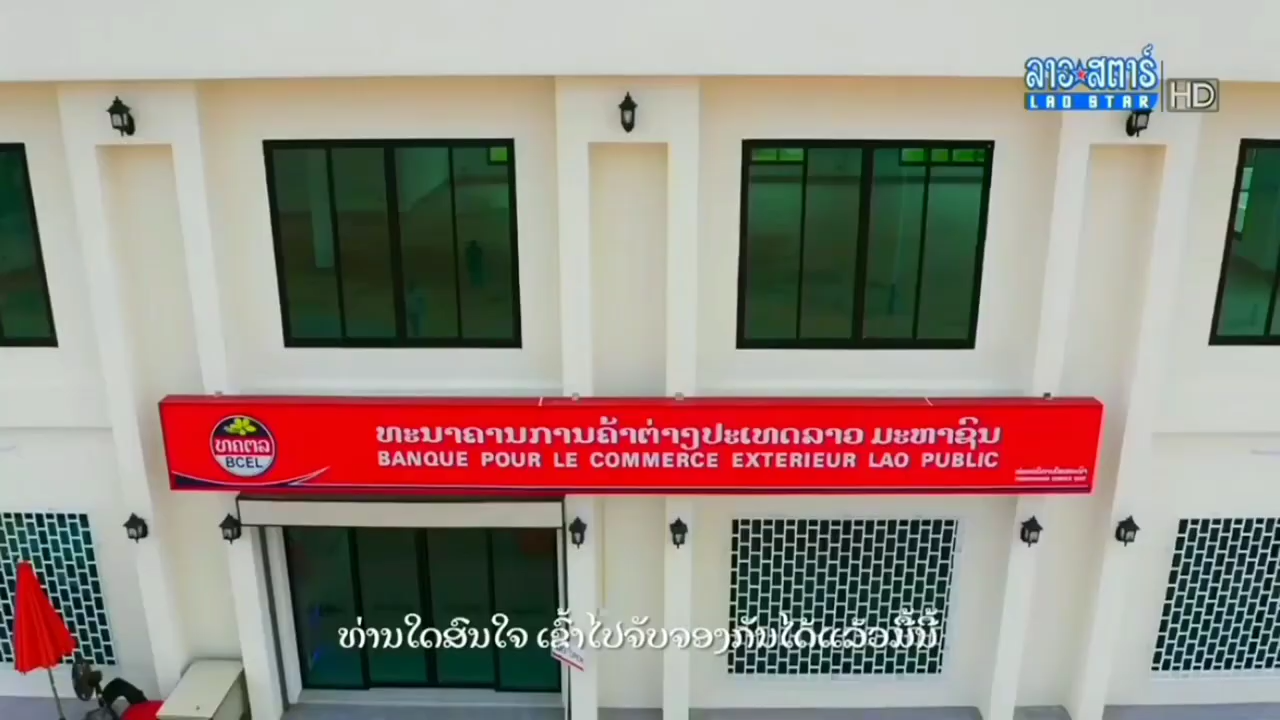 ລາວ★ສຕາຣ໌
LAO STAR
HD
ທຄຕລ
BCEL
ທະນາຄານການຄ້າຕ່າງປະເທດລາວ ມະຫາຊົນ
BANQUE POUR LE COMMERCE EXTERIEUR LAO PUBLIC
ທ່ານໃດສົນໃຈ ເຂົ້າໄປຈັບຈອງກັນໄດ້ແລ້ວມື້ນີ້